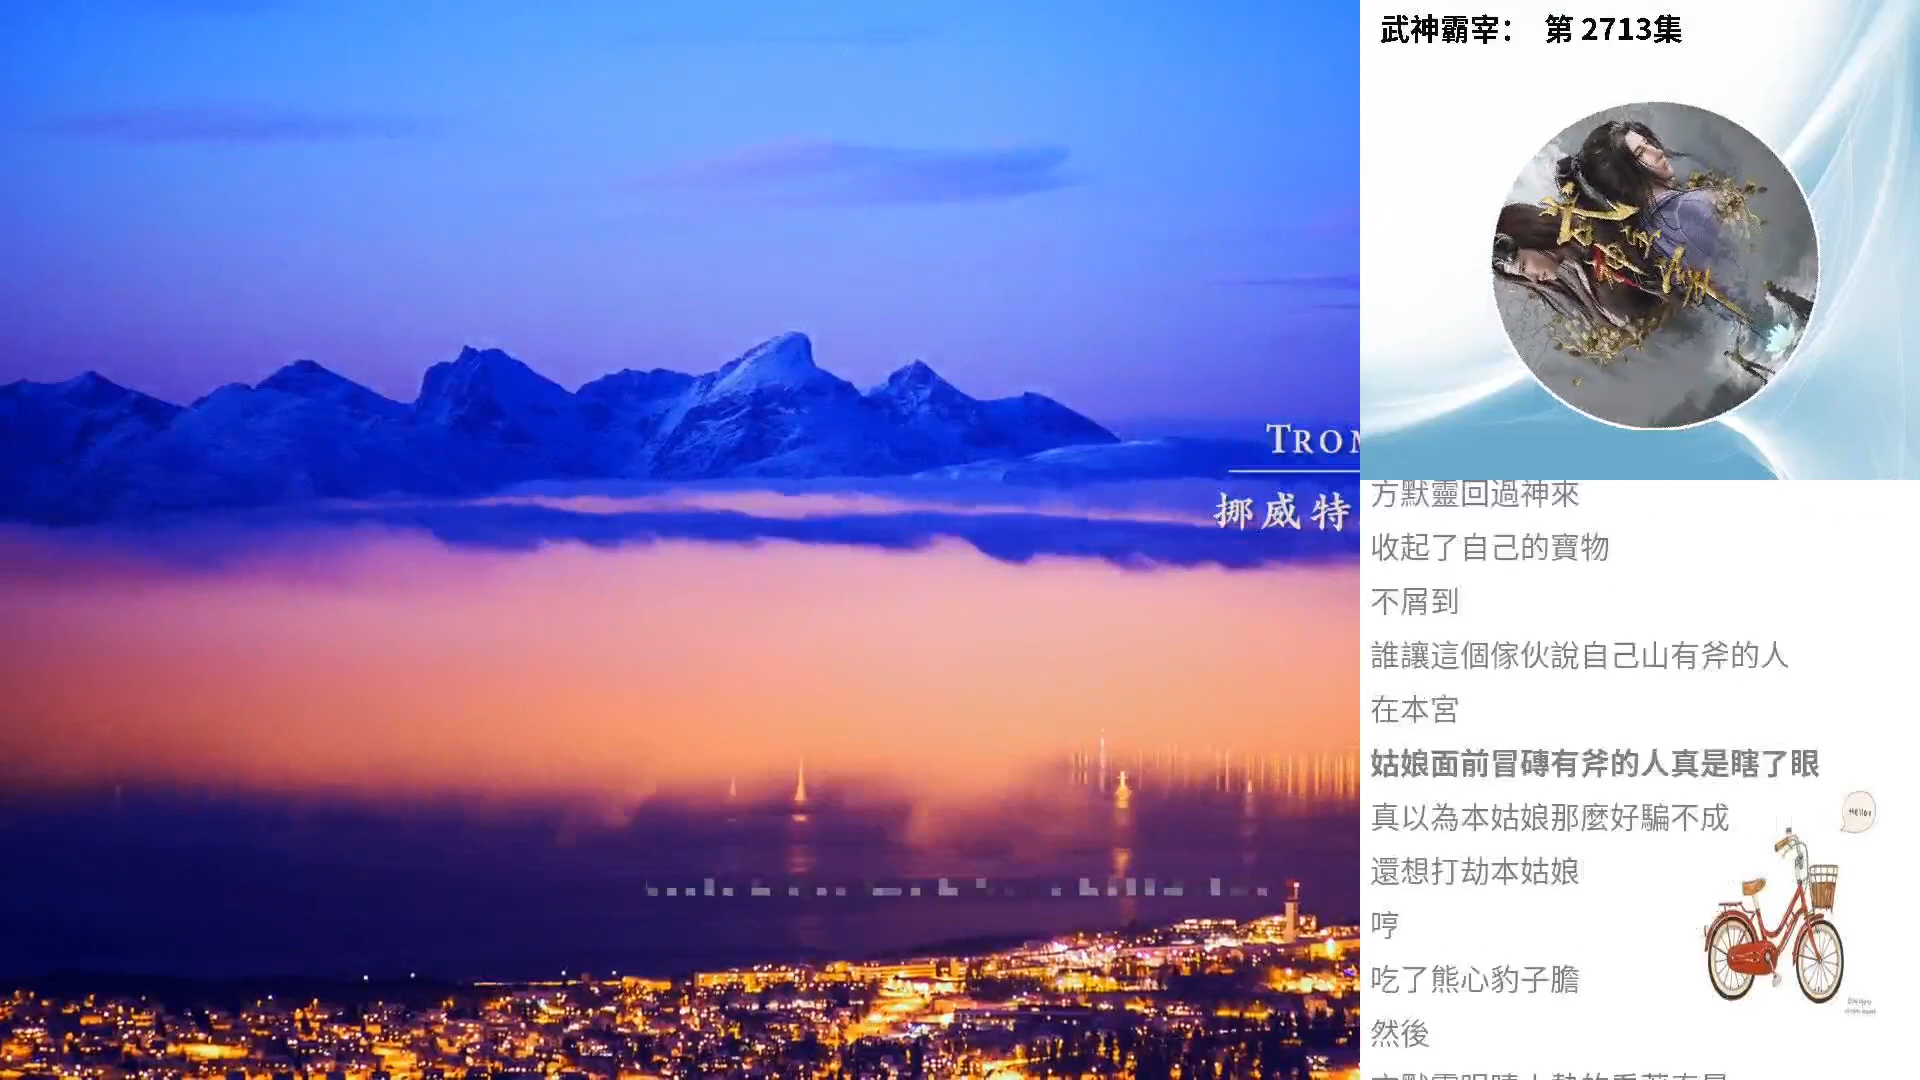 武神霸宰： 第 2713集
TROM
挪威特
方默靈回過神來
收起了自己的寶物
不屑到
誰讓這個傢伙說自己山有斧的人
在本宮
姑娘面前冒磚有斧的人真是瞎了眼
真以為本姑娘那麼好騙不成
Hello!
還想打劫本姑娘
哼
吃了熊心豹子膽
然後